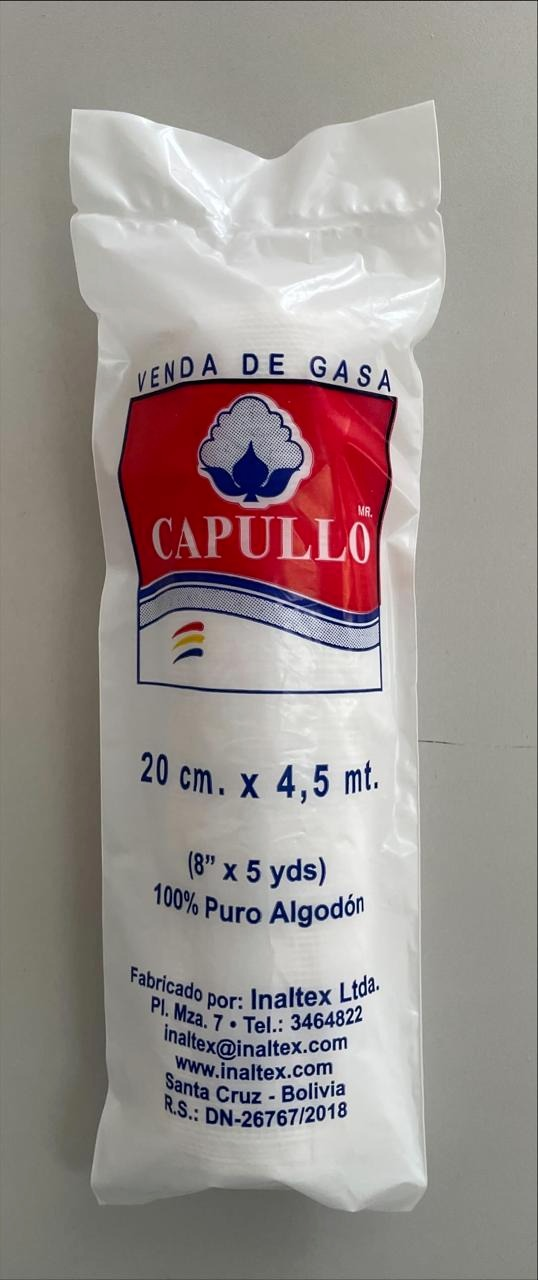 VENDA DE GASA
MR.
CAPULLO
20 cm. x 4,5 mt.
(8” x 5 yds)
100% Puro Algodón
Fabricado por: Inaltex Ltda.
Pl. Mza. 7 • Tel.: 3464822
inaltex@inaltex.com
www.inaltex.com
Santa Cruz - Bolivia
R.S.: DN-26767/2018